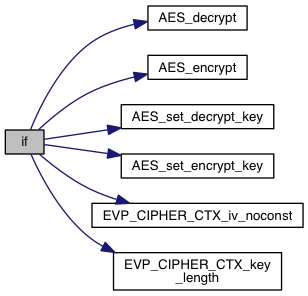 if
AES_decrypt
AES_encrypt
AES_set_decrypt_key
AES_set_encrypt_key
EVP_CIPHER_CTX_iv_noconst
EVP_CIPHER_CTX_key
_length